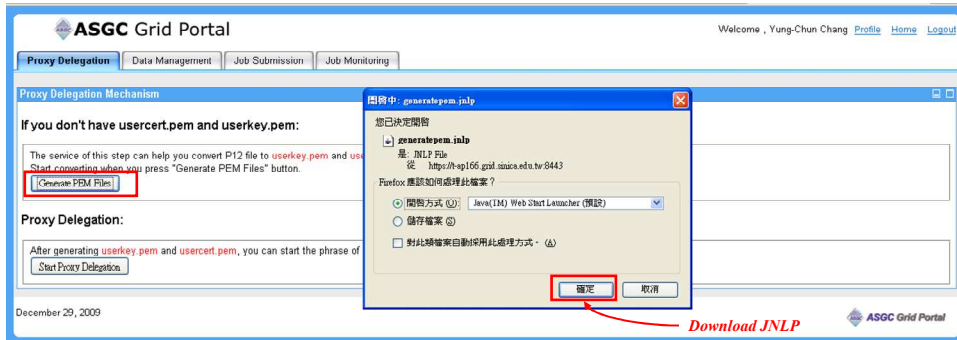 ASGC Grid Portal
Welcome , Yung-Chun Chang Profile Home Logout
Proxy Delegation Data Management Job Submission Job Monitoring
Proxy Delegation Mechanism
If you don't have usercert.pem and userkey.pem:
The service of this step can help you convert P12 file to userkey.pem and
Start converting when you press "Generate PEM Files" button.
Generate PEM Files
Proxy Delegation:
After generating userkey.pem and usercert.pem, you can start the phrase of
Start Proxy Delegation
December 29, 2009
開啓中: generatepem.jnlp
您已決定開啓
generatepem.jnlp
是: JNLP File
從 https://t-ap166.grid.sinica.edu.tw:8443
Firefox 應該如何處理此檔案？
開啓方式 (U): Java(TM) Web Start Launcher (預設)
儲存檔案 (S)
對此類檔案自動採用此處理方式。 (A)
確定 取消
Download JNLP
ASGC Grid Portal